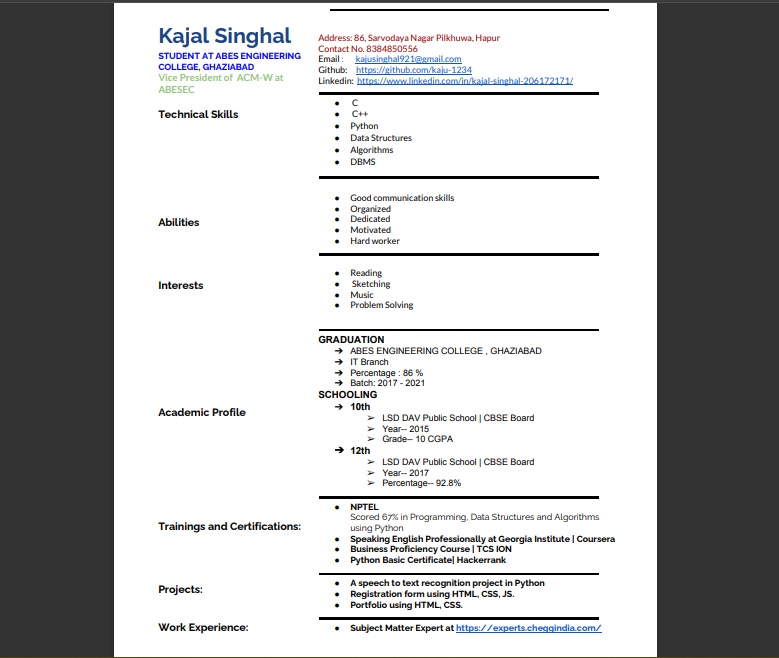 Kajal Singhal
STUDENT AT ABES ENGINEERING
COLLEGE, GHAZIABAD
Vice President of ACM-W at
ABESEC
Address: 86, Sarvodaya Nagar Pilkhuwa, Hapur
Contact No. 8384850556
Email : kajusinghal921@gmail.com
Github: https://github.com/kaju-1234
Linkedin: https://www.linkedin.com/in/kajal-singhal-206172171/
Technical Skills
● C
● C++
● Python
● Data Structures
● Algorithms
● DBMS
Abilities
● Good communication skills
● Organized
● Dedicated
● Motivated
● Hard worker
Interests
● Reading
● Sketching
● Music
● Problem Solving
Academic Profile
GRADUATION
➔ ABES ENGINEERING COLLEGE , GHAZIABAD
➔ IT Branch
➔ Percentage : 86 %
➔ Batch: 2017 - 2021
SCHOOLING
➔ 10th
➢ LSD DAV Public School | CBSE Board
➢ Year-- 2015
➢ Grade-- 10 CGPA
➔ 12th
➢ LSD DAV Public School | CBSE Board
➢ Year-- 2017
➢ Percentage-- 92.8%
Trainings and Certifications:
● NPTEL
Scored 67% in Programming, Data Structures and Algorithms
using Python
● Speaking English Professionally at Georgia Institute | Coursera
● Business Proficiency Course | TCS ION
● Python Basic Certificate| Hackerrank
Projects:
● A speech to text recognition project in Python
● Registration form using HTML, CSS, JS.
● Portfolio using HTML, CSS.
Work Experience:
● Subject Matter Expert at https://experts.cheggindia.com/